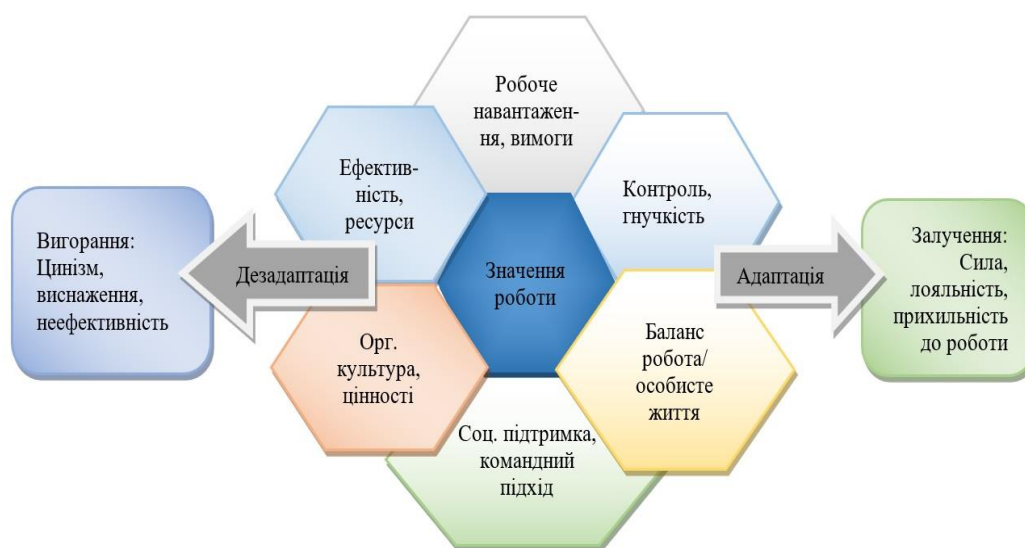 Робоче
навантажен-
ня, вимоги
Ефектив-
ність,
ресурси
Контроль,
гнучкість
Вигорання:
Цинізм,
виснаження,
неефективність
Дезадаптація
Значення
роботи
Адаптація
Залучення:
Сила,
лояльність,
прихильність
до роботи
Орг.
культура,
цінності
Баланс
робота/
особисте
життя
Соц. підтримка,
командний
підхід